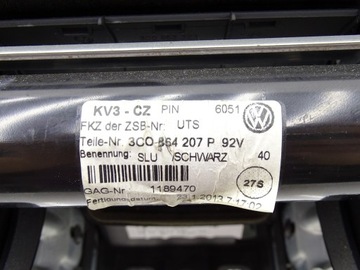 KV3 - CZ PIN 6051
FKZ der ZSB-Nr: UTS
Teile-Nr. 3C0 864 207 P 92V
Benennung: SLU /SCHWARZ 40
GAG-Nr 1189470 27S
Fertigungsdatum: 23.1.2013 7:17:02